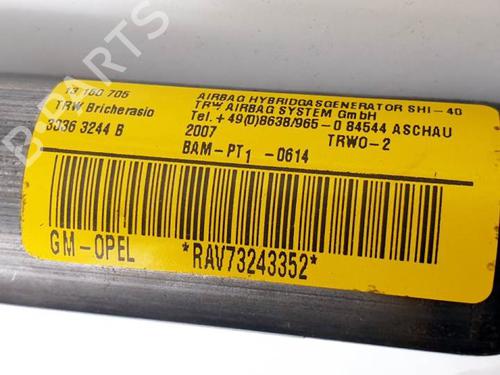 13 160 705
TRW Bricherasio
3036 3244 B
AIRBAG HYBRIDGASGENERATOR SHI-40
TRW AIRBAG SYSTEM GmbH
Tel. +49(0)8638/965-0 84544 ASCHAU
2007 TRWO-2
BAM-PT1 -0614
GM-OPEL *RAV73243352*
B-PARTS